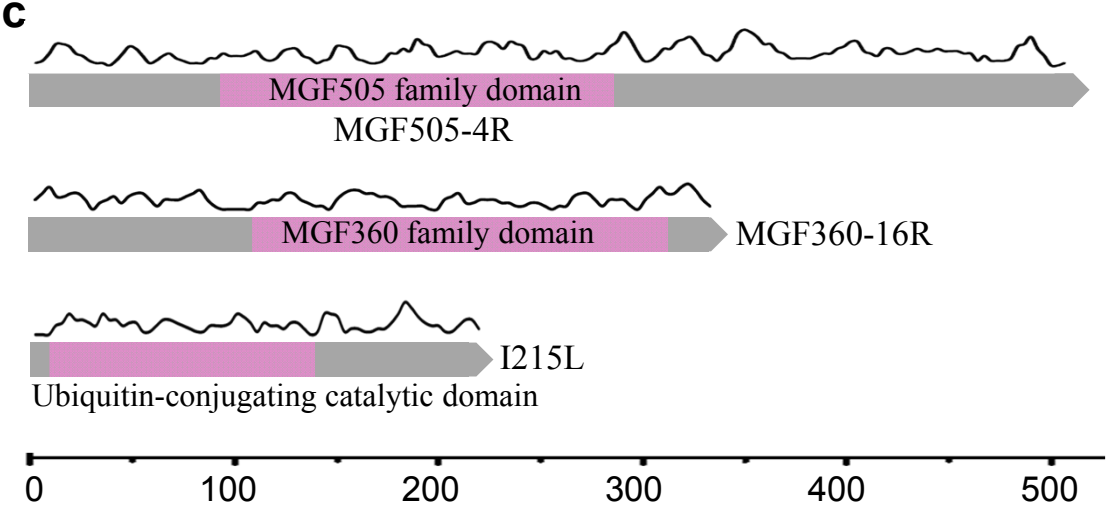 c
MGF505 family domain
MGF505-4R
MGF360 family domain
MGF360-16R
I215L
Ubiquitin-conjugating catalytic domain
0 100 200 300 400 500